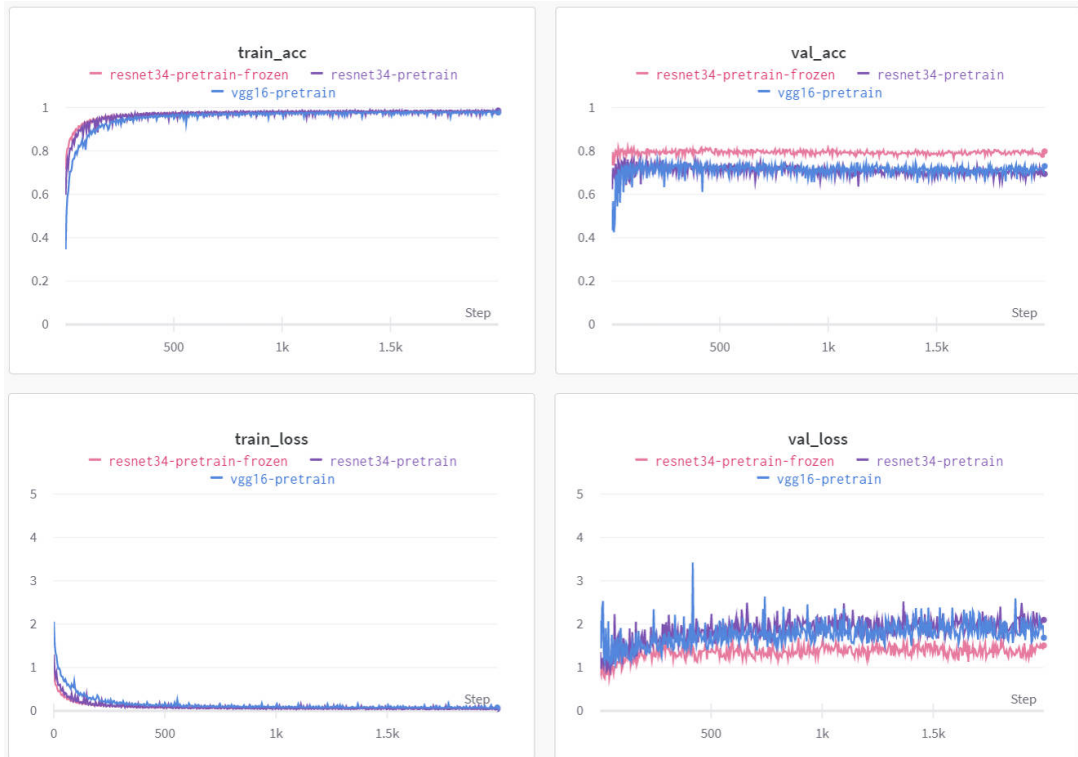 train_acc
resnet34-pretrain-frozen resnet34-pretrain
vgg16-pretrain
1
0.8
0.6
0.4
0.2
0
Step
500 1k 1.5k
val_acc
resnet34-pretrain-frozen resnet34-pretrain
vgg16-pretrain
1
0.8
0.6
0.4
0.2
0
Step
500 1k 1.5k
train_loss
resnet34-pretrain-frozen resnet34-pretrain
vgg16-pretrain
5
4
3
2
1
0
Step
0 500 1k 1.5k
val_loss
resnet34-pretrain-frozen resnet34-pretrain
vgg16-pretrain
5
4
3
2
1
0
Step
500 1k 1.5k